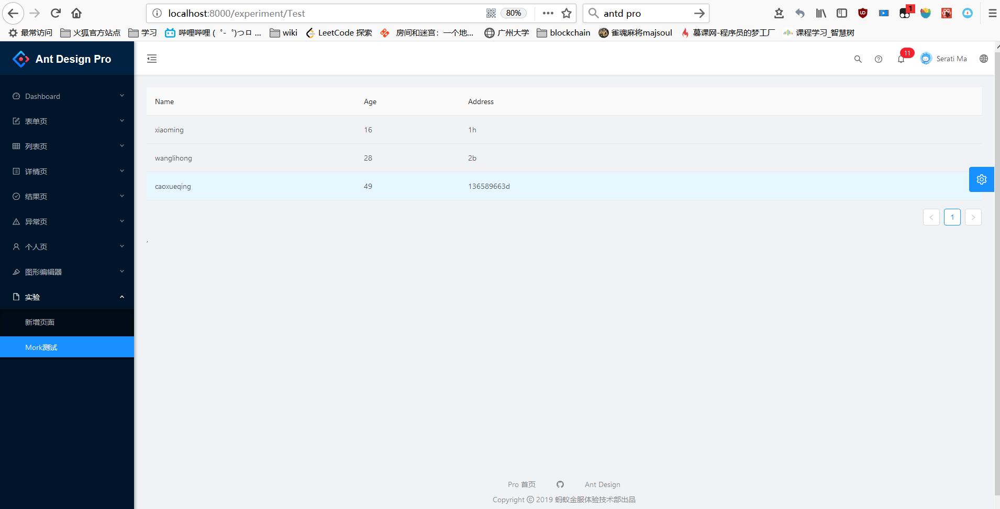 localhost:8000/experiment/Test
80%
antd pro
1
最常访问
火狐官方站点
学习
哔哩哔哩 ( ゜- ゜)つロ ...
wiki
LeetCode 探索
房间和迷宫：一个地...
广州大学
blockchain
雀魂麻将majsoul
慕课网-程序员的梦工厂
课程学习_智慧树
Ant Design Pro
11
Serati Ma
Dashboard
表单页
列表页
详情页
结果页
异常页
个人页
图形编辑器
实验
新增页面
Mork测试
Name Age Address
xiaoming 16 1h
wanglihong 28 2b
caoxueqing 49 136589663d
< 1 >
,
Pro 首页
Ant Design
Copyright © 2019 蚂蚁金服体验技术部出品